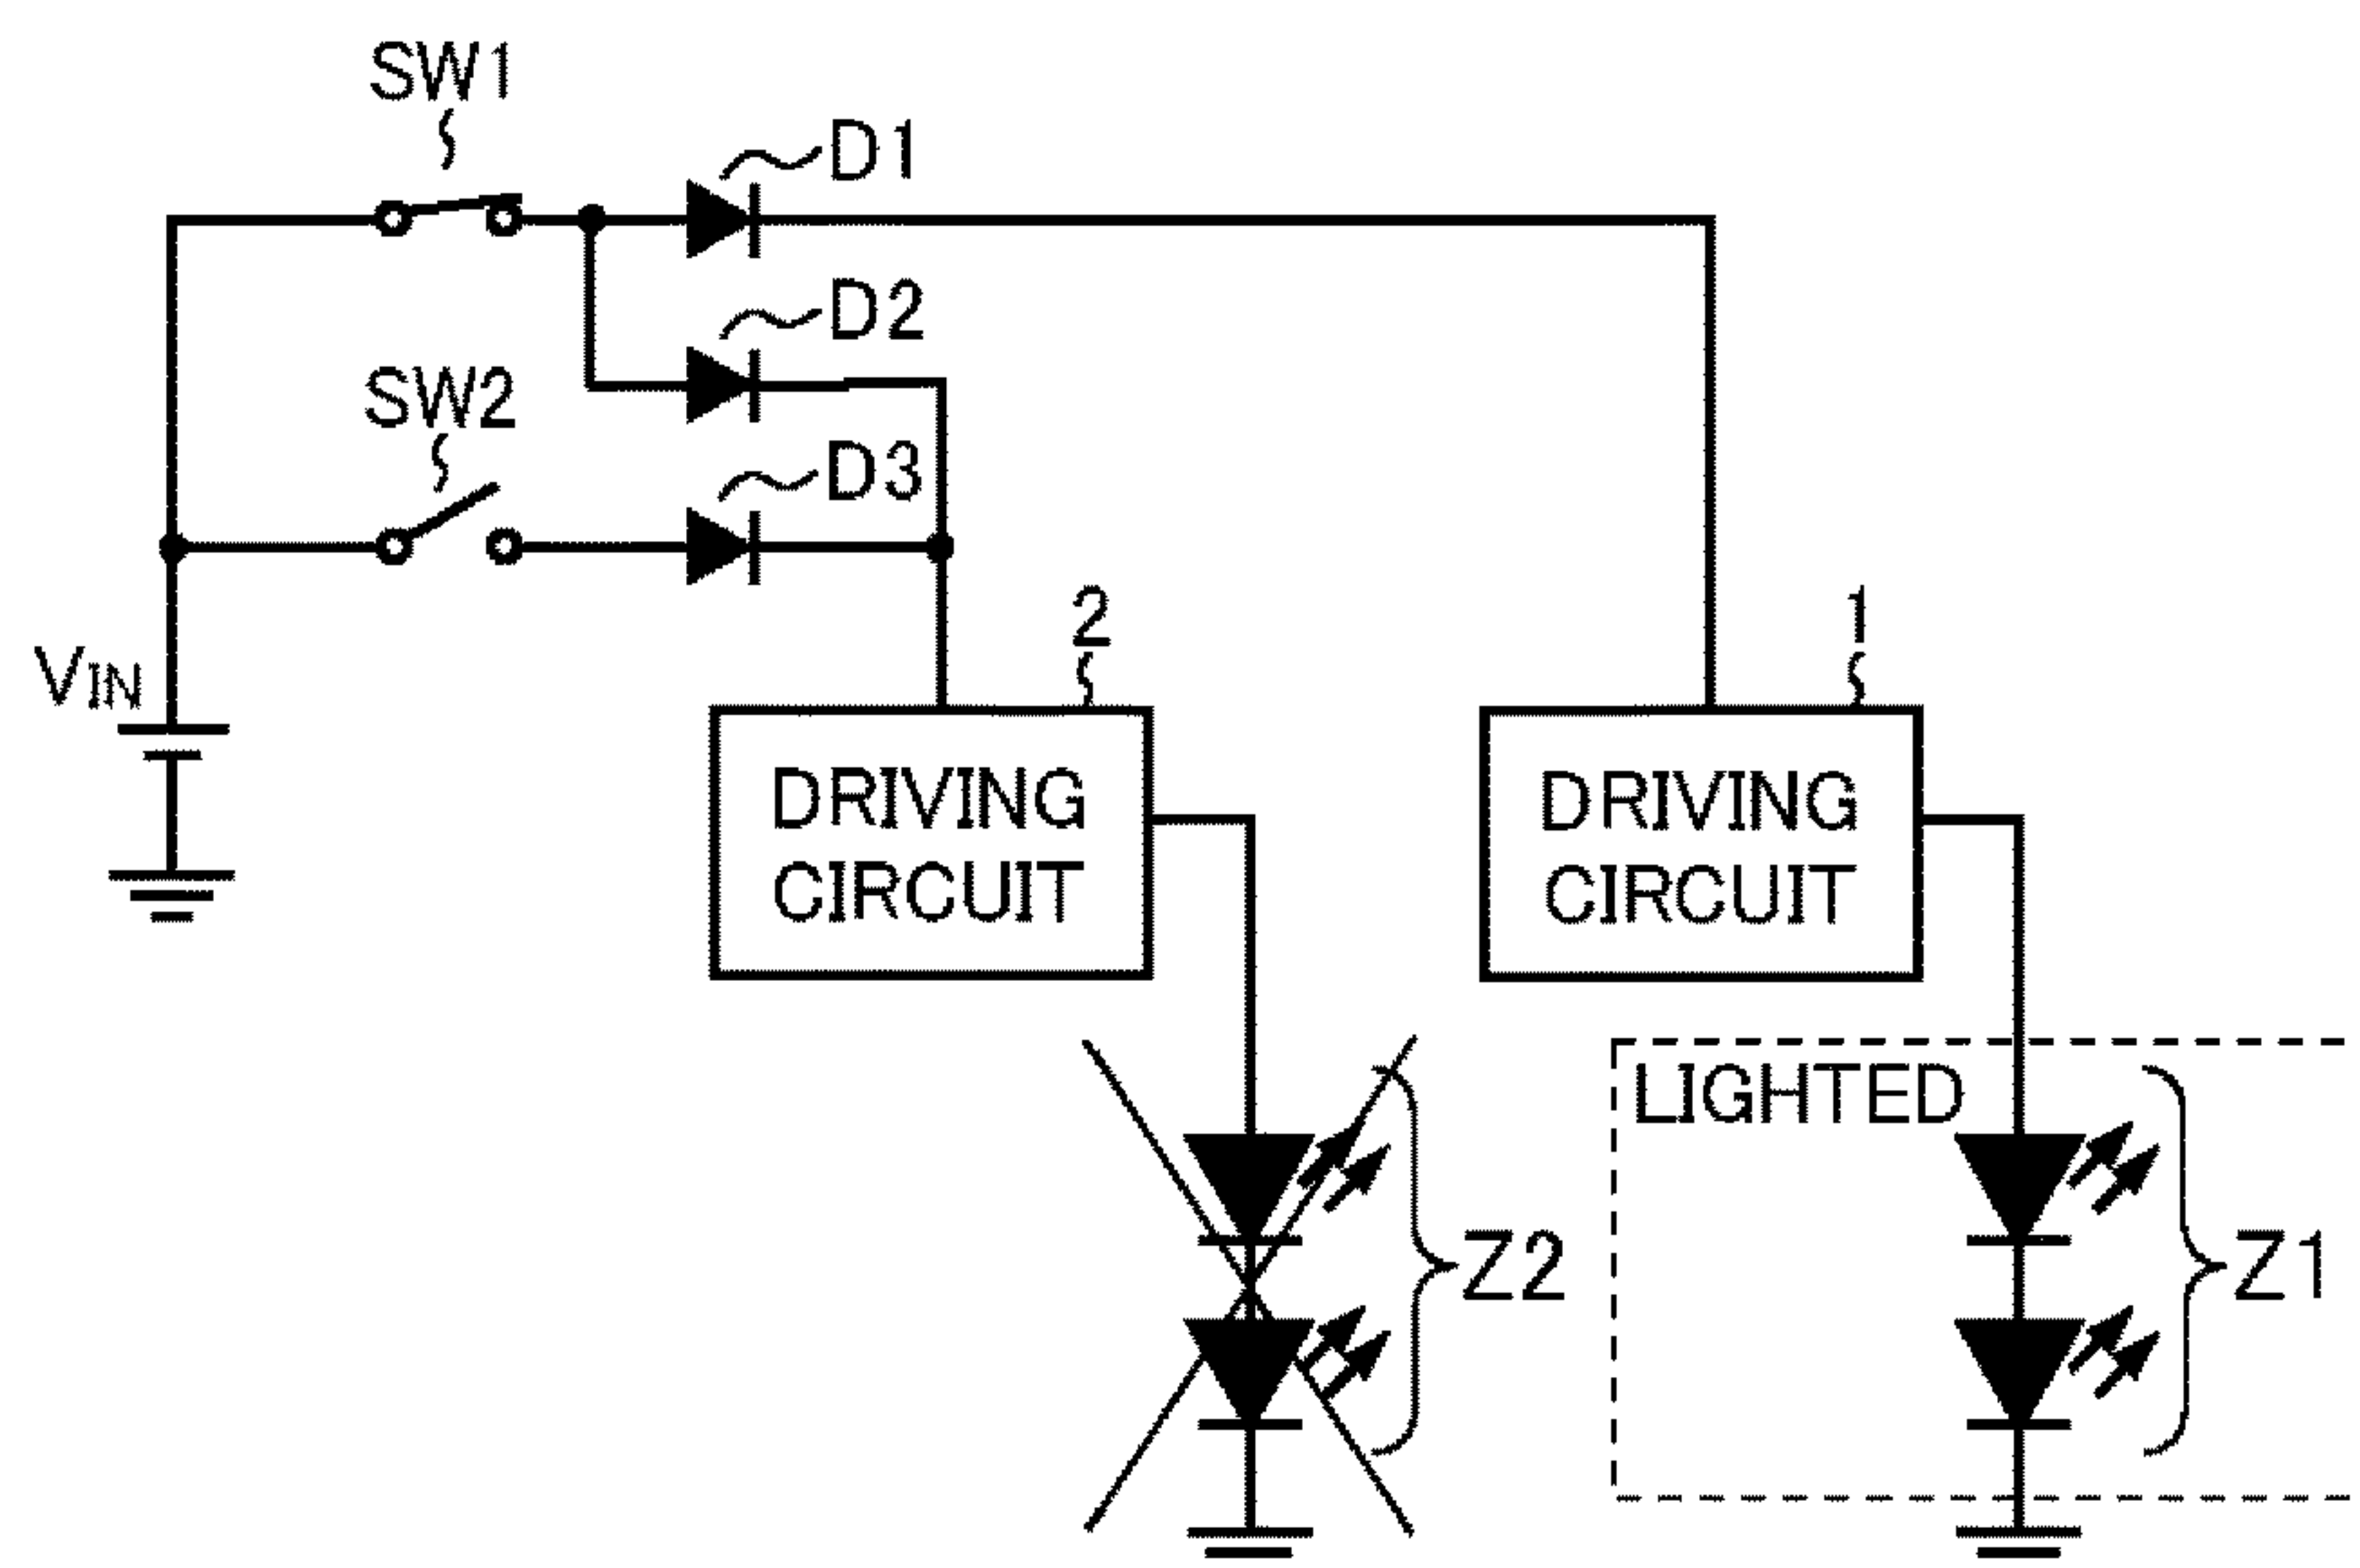 SW1
D1
D2
SW2
D3
2
1
VIN
DRIVING
CIRCUIT
DRIVING
CIRCUIT
LIGHTED
Z2
Z1